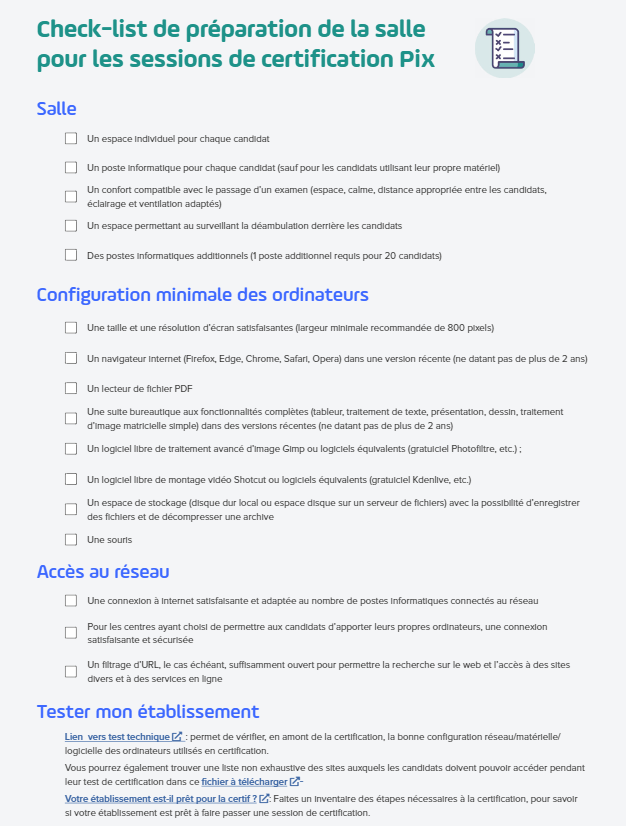 Check-list de préparation de la salle
pour les sessions de certification Pix
Salle
Un espace individuel pour chaque candidat
Un poste informatique pour chaque candidat (sauf pour les candidats utilisant leur propre matériel)
Un confort compatible avec le passage d'un examen (espace, calme, distance appropriée entre les candidats,
éclairage et ventilation adaptés)
Un espace permettant au surveillant la déambulation derrière les candidats
Des postes informatiques additionnels (1 poste additionnel requis pour 20 candidats)
Configuration minimale des ordinateurs
Une taille et une résolution d'écran satisfaisantes (largeur minimale recommandée de 800 pixels)
Un navigateur internet (Firefox, Edge, Chrome, Safari, Opera) dans une version récente (ne datant pas de plus de 2 ans)
Un lecteur de fichier PDF
Une suite bureautique aux fonctionnalités complètes (tableur, traitement de texte, présentation, dessin, traitement
d'image matricielle simple) dans des versions récentes (ne datant pas de plus de 2 ans)
Un logiciel libre de traitement avancé d'image Gimp ou logiciels équivalents (gratuiciel Photofiltre, etc.) ;
Un logiciel libre de montage vidéo Shotcut ou logiciels équivalents (gratuiciel Kdenlive, etc.)
Un espace de stockage (disque dur local ou espace disque sur un serveur de fichiers) avec la possibilité d'enregistrer
des fichiers et de décompresser une archive
Une souris
Accès au réseau
Une connexion à internet satisfaisante et adaptée au nombre de postes informatiques connectés au réseau
Pour les centres ayant choisi de permettre aux candidats d'apporter leurs propres ordinateurs, une connexion
satisfaisante et sécurisée
Un filtrage d'URL, le cas échéant, suffisamment ouvert pour permettre la recherche sur le web et l'accès à des sites
divers et à des services en ligne
Tester mon établissement
Lien vers test technique : permet de vérifier, en amont de la certification, la bonne configuration réseau/matérielle/
logicielle des ordinateurs utilisés en certification.
Vous pourrez également trouver une liste non exhaustive des sites auxquels les candidats doivent pouvoir accéder pendant
leur test de certification dans ce fichier à télécharger -
Votre établissement est-il prêt pour la certif ? : Faites un inventaire des étapes nécessaires à la certification, pour savoir
si votre établissement est prêt à faire passer une session de certification.